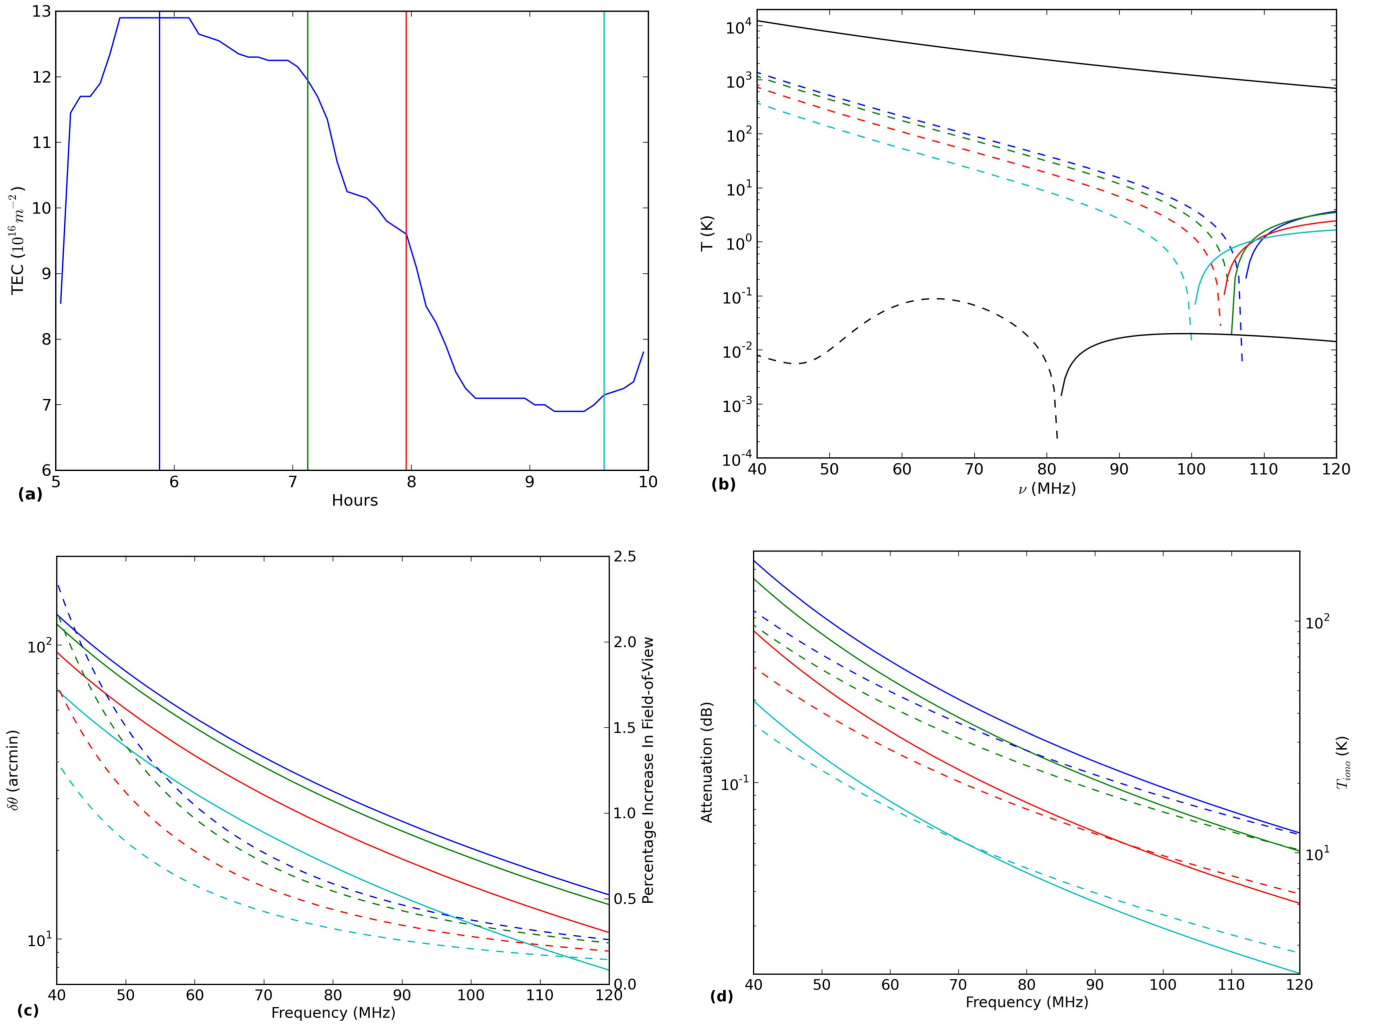 13
12
11
10
9
8
7
6
TEC (10^16 m^−2)
5 6 7 8 9 10
Hours
(a)
10^4
10^3
10^2
10^1
10^0
10^-1
10^-2
10^-3
10^-4
T (K)
40 50 60 70 80 90 100 110 120
ν (MHz)
(b)
10^2
10^1
δθ (arcmin)
2.5
2.0
1.5
1.0
0.5
0.0
Percentage Increase In Field-of-View
40 50 60 70 80 90 100 110 120
Frequency (MHz)
(c)
10^-1
Attenuation (dB)
10^2
10^1
T_iono (K)
40 50 60 70 80 90 100 110 120
Frequency (MHz)
(d)